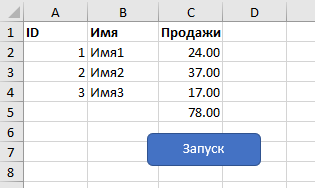 A B C D
1 ID Имя Продажи
2 1 Имя1 24.00
3 2 Имя2 37.00
4 3 Имя3 17.00
5 78.00
6
7 Запуск
8